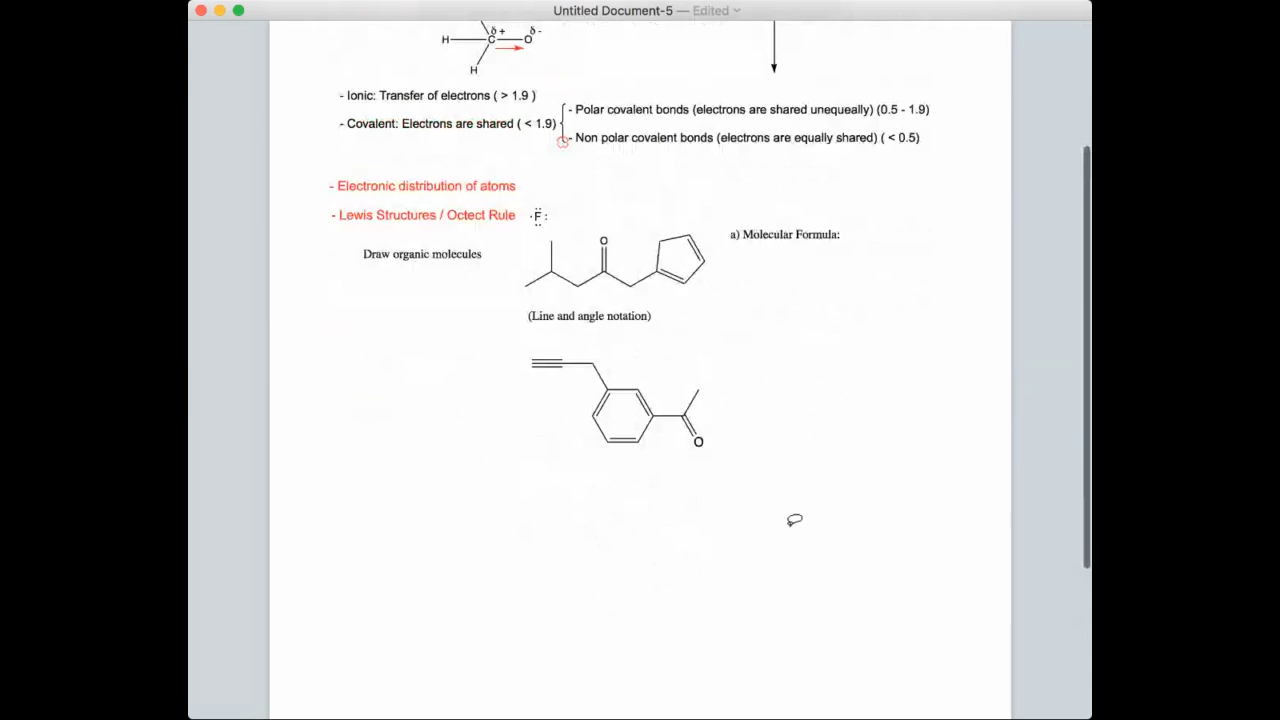 Untitled Document-5 — Edited
δ+ δ-
H C O
H
- Ionic: Transfer of electrons ( > 1.9 )
- Covalent: Electrons are shared ( < 1.9)
- Polar covalent bonds (electrons are shared unequeally) (0.5 - 1.9)
- Non polar covalent bonds (electrons are equally shared) ( < 0.5)
- Electronic distribution of atoms
- Lewis Structures / Octect Rule
F
Draw organic molecules
O
a) Molecular Formula:
(Line and angle notation)
O